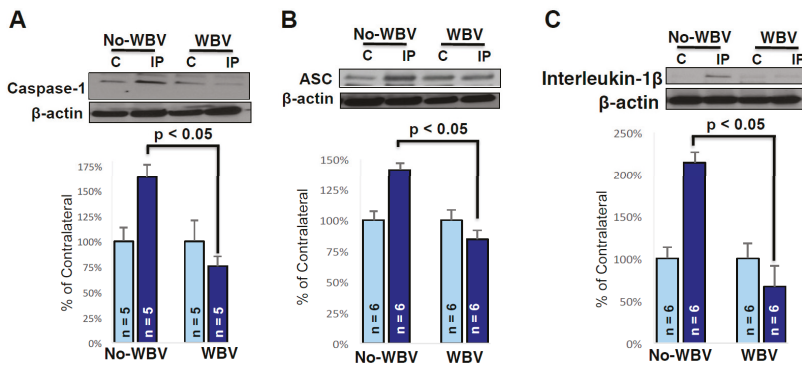 A
No-WBV WBV
C IP C IP
Caspase-1
β-actin
p < 0.05
% of Contralateral
175%
150%
125%
100%
75%
50%
25%
0%
n = 5
n = 5
n = 5
n = 5
No-WBV WBV
B
No-WBV WBV
C IP C IP
ASC
β-actin
p < 0.05
% of Contralateral
150%
125%
100%
75%
50%
25%
0%
n = 6
n = 6
n = 6
n = 6
No-WBV WBV
C
No-WBV WBV
C IP C IP
Interleukin-1β
β-actin
p < 0.05
% of Contralateral
250%
200%
150%
100%
50%
0%
n = 6
n = 6
n = 6
n = 6
No-WBV WBV